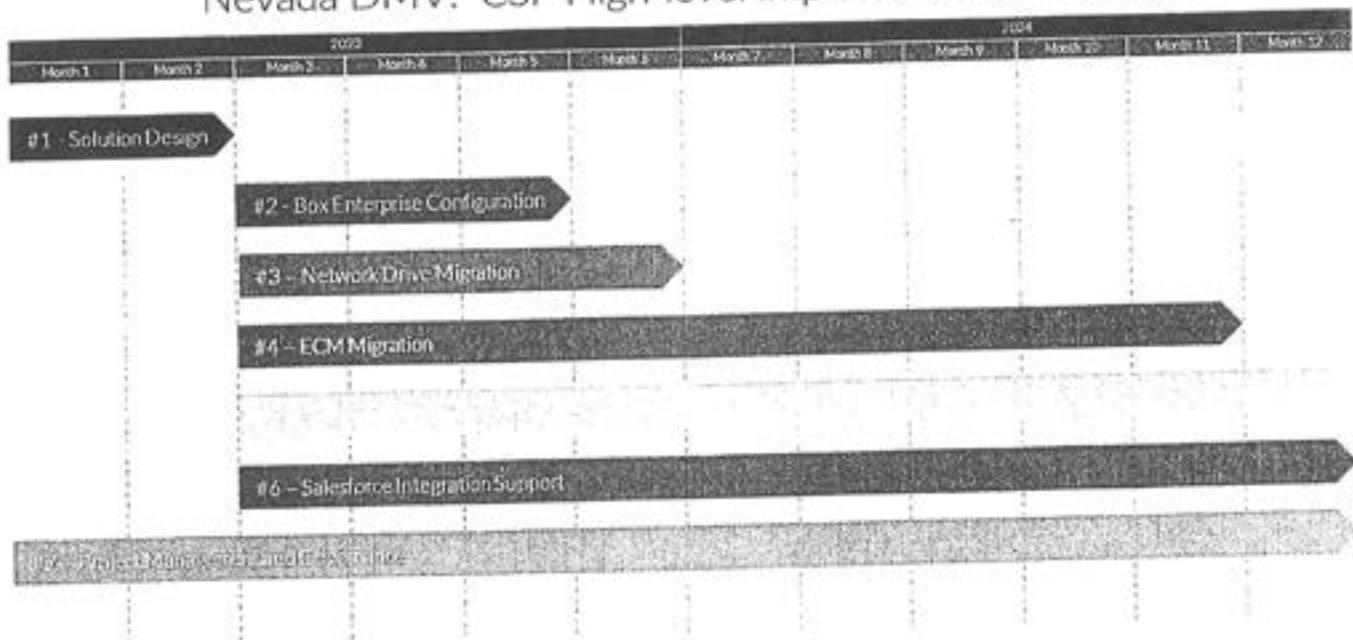 Nevada DMV: CSP High-level
2023 2024
Month 1 Month 2 Month 3 Month 4 Month 5 Month 6 Month 7 Month 8 Month 9 Month 10 Month 11 Month 12
#1 - Solution Design
#2 - Box Enterprise Configuration
#3 – Network Drive Migration
#4 – ECM Migration
#6 – Salesforce Integration Support
Project Management